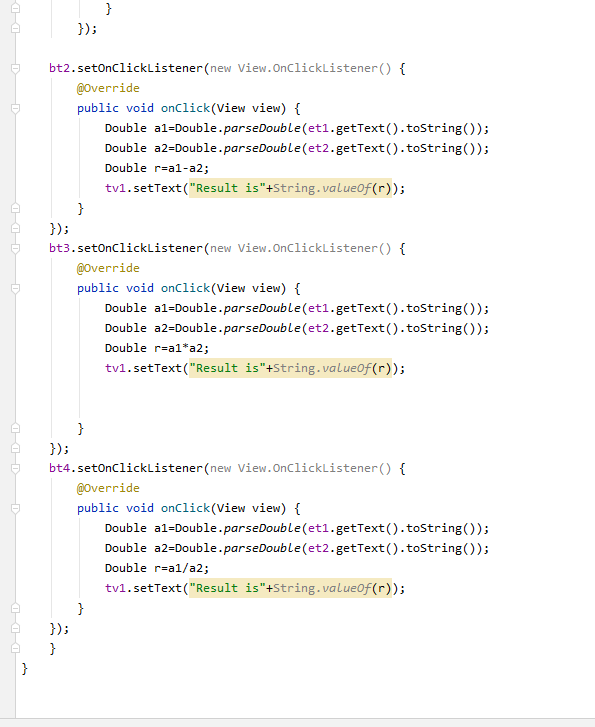 }
});
bt2.setOnClickListener(new View.OnClickListener() {
@Override
public void onClick(View view) {
Double a1=Double.parseDouble(et1.getText().toString());
Double a2=Double.parseDouble(et2.getText().toString());
Double r=a1-a2;
tv1.setText("Result is"+String.valueOf(r));
}
});
bt3.setOnClickListener(new View.OnClickListener() {
@Override
public void onClick(View view) {
Double a1=Double.parseDouble(et1.getText().toString());
Double a2=Double.parseDouble(et2.getText().toString());
Double r=a1*a2;
tv1.setText("Result is"+String.valueOf(r));
}
});
bt4.setOnClickListener(new View.OnClickListener() {
@Override
public void onClick(View view) {
Double a1=Double.parseDouble(et1.getText().toString());
Double a2=Double.parseDouble(et2.getText().toString());
Double r=a1/a2;
tv1.setText("Result is"+String.valueOf(r));
}
});
}
}